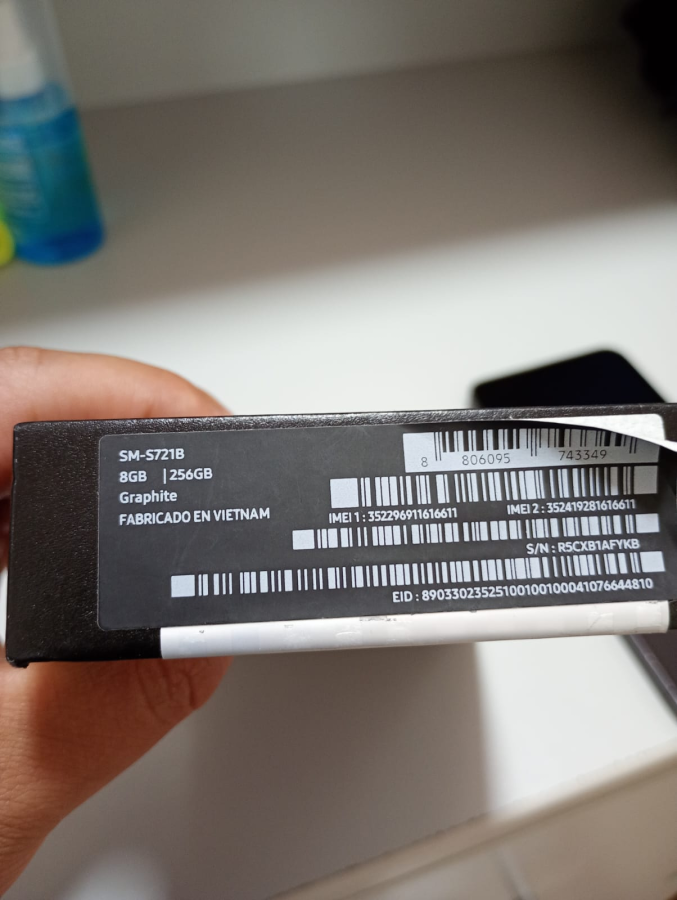 SM-S721B
8GB | 256GB
Graphite
FABRICADO EN VIETNAM
8 806095 743349
IMEI 1 : 352296911616611 IMEI 2 : 352419281616611
S/N : R5CXB1AFYKB
EID : 89033023525100100100041076644810